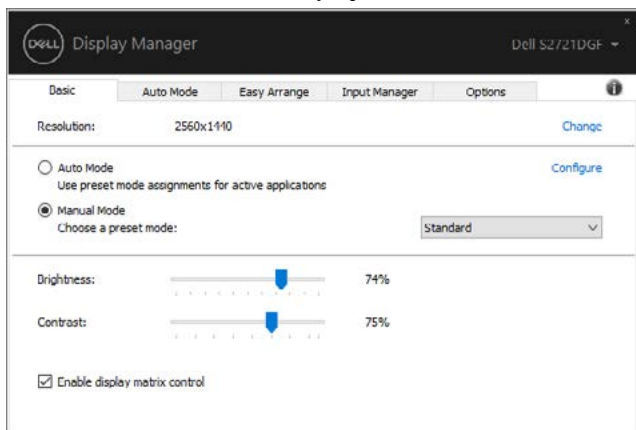 DELL Display Manager
Dell S2721DGF
x
Basic
Auto Mode
Easy Arrange
Input Manager
Options
Resolution: 2560x1440 Change
Auto Mode Configure
Use preset mode assignments for active applications
Manual Mode
Choose a preset mode: Standard
Brightness: 74%
Contrast: 75%
Enable display matrix control